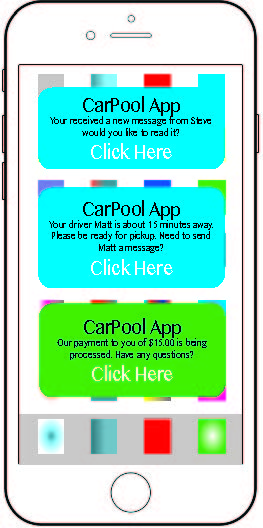 CarPool App
Your received a new message from Steve
would you like to read it?
Click Here
CarPool App
Your driver Matt is about 15 minutes away.
Please be ready for pickup. Need to send
Matt a message?
Click Here
CarPool App
Our payment to you of $15.00 is being
processed. Have any questions?
Click Here